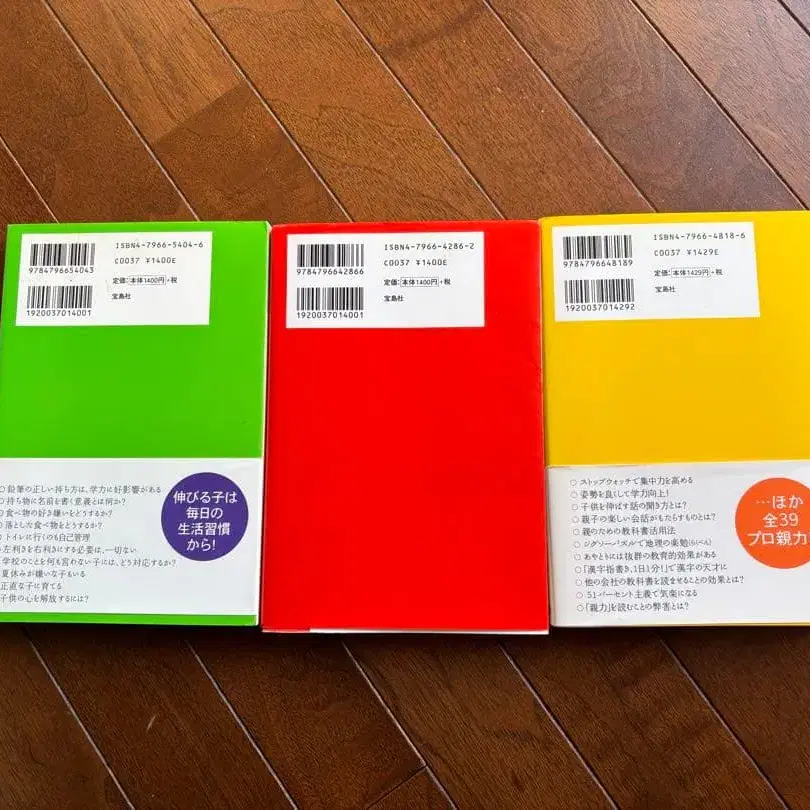 ISBN4-7966-5404-6
C0037 ¥1400E
定価:本体1400円+税
宝島社
9784796654043
1920037014001
○鉛筆の正しい持ち方は、学力に好影響がある
○持ち物に名前を書く意義とは何か?
○食べ物の好き嫌いをどうするか?
○落とした食べ物をどうするか?
○トイレに行くのも自己管理
左利きを右利きにする必要は、一切ない
学校のことを何も言わない子には、どう対応するか?
夏休みが嫌いな子もいる
正直な子に育てる
子供の心を解放するには?
伸びる子は
毎日の
生活習慣
から!
ISBN4-7966-4286-2
C0037 ¥1400E
定価:本体1400円+税
宝島社
9784796642866
1920037014001
ISBN4-7966-4818-6
C0037 ¥1429E
定価:本体1429円+税
宝島社
9784796648189
1920037014292
○ストップウォッチで集中力を高める
○姿勢を良くして学力向上!
○子供を伸ばす話の聞き方とは?
○親子の楽しい会話がもたらすものとは?
○親のための教科書活用法
○ジグソーパズルで地理の楽勉(らくべん)
○あやとりには抜群の教育的効果がある
○「漢字指書き、1日1分!」で漢字の天才に
○他の会社の教科書を読ませることの効果とは?
○51パーセント主義で気楽になる
○「親力」を読むことの弊害とは?
…ほか
全39
プロ親力